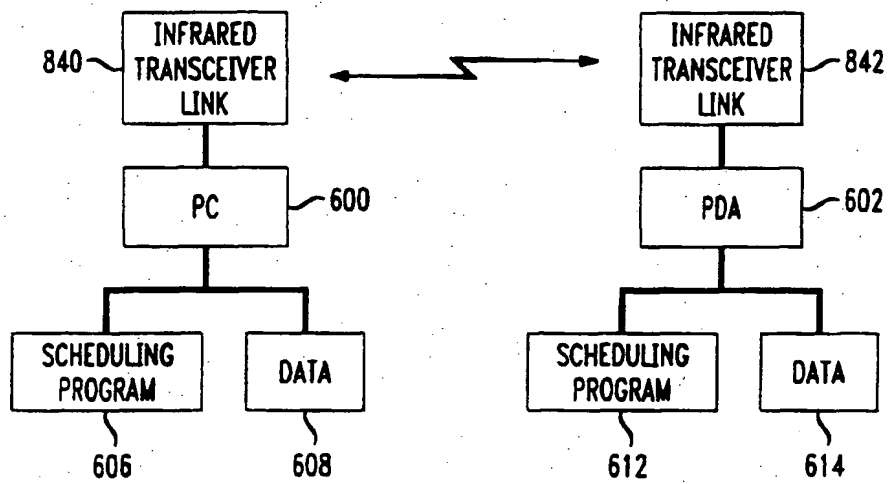 840
INFRARED
TRANSCEIVER
LINK
INFRARED
TRANSCEIVER
LINK
842
PC
600
PDA
602
SCHEDULING
PROGRAM
DATA
SCHEDULING
PROGRAM
DATA
606
608
612
614